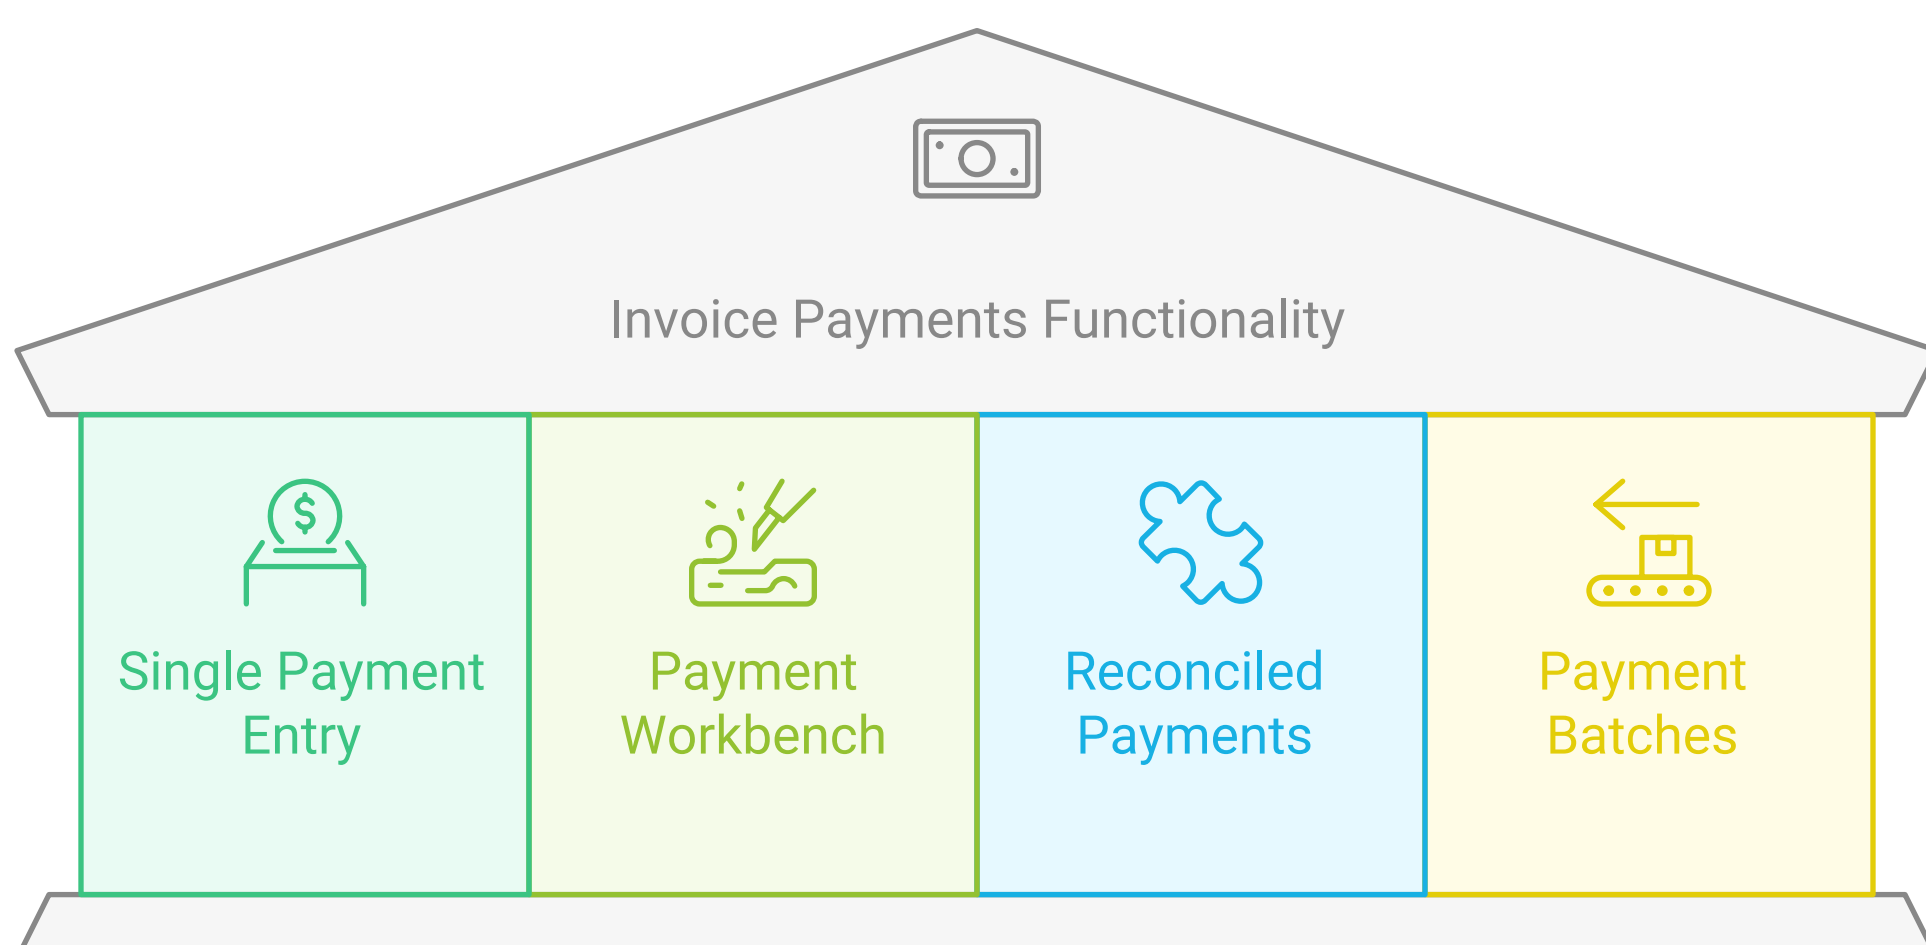 Invoice Payments Functionality
Single Payment
Entry
Payment
Workbench
Reconciled
Payments
Payment
Batches